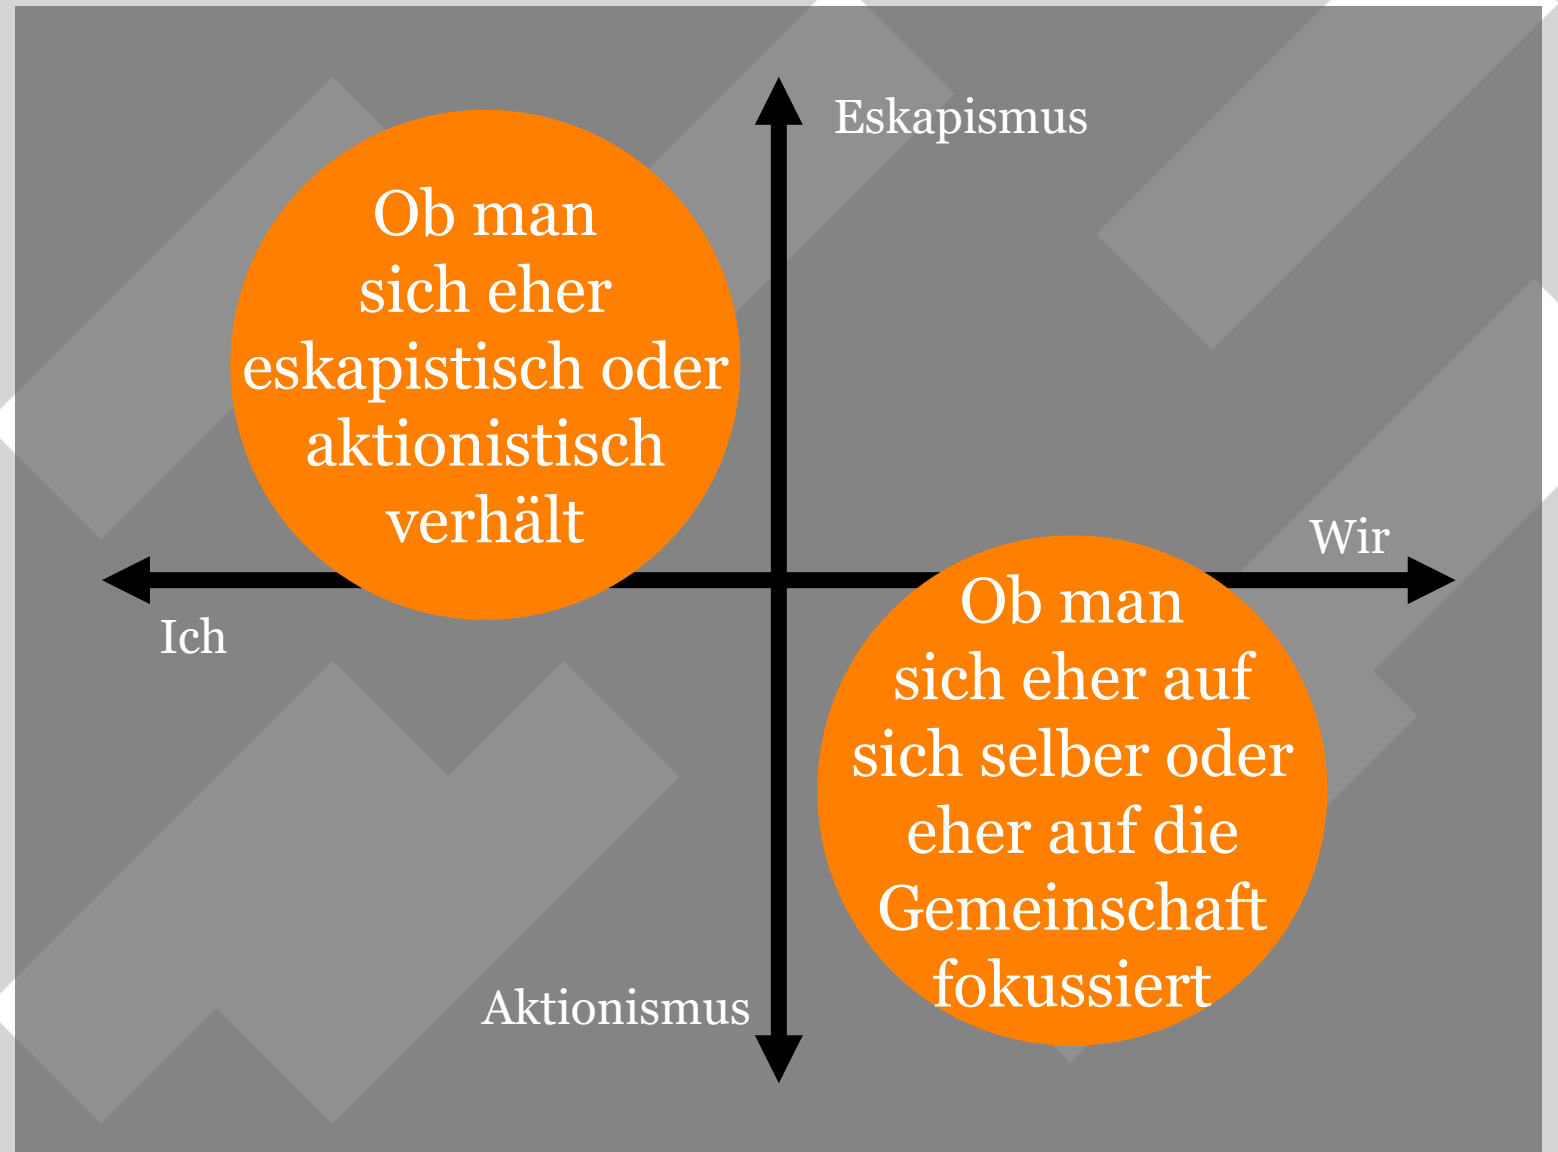 Eskapismus
Ob man
sich eher
eskapistisch oder
aktionistisch
verhält
Wir
Ich
Ob man
sich eher auf
sich selber oder
eher auf die
Gemeinschaft
fokussiert
Aktionismus